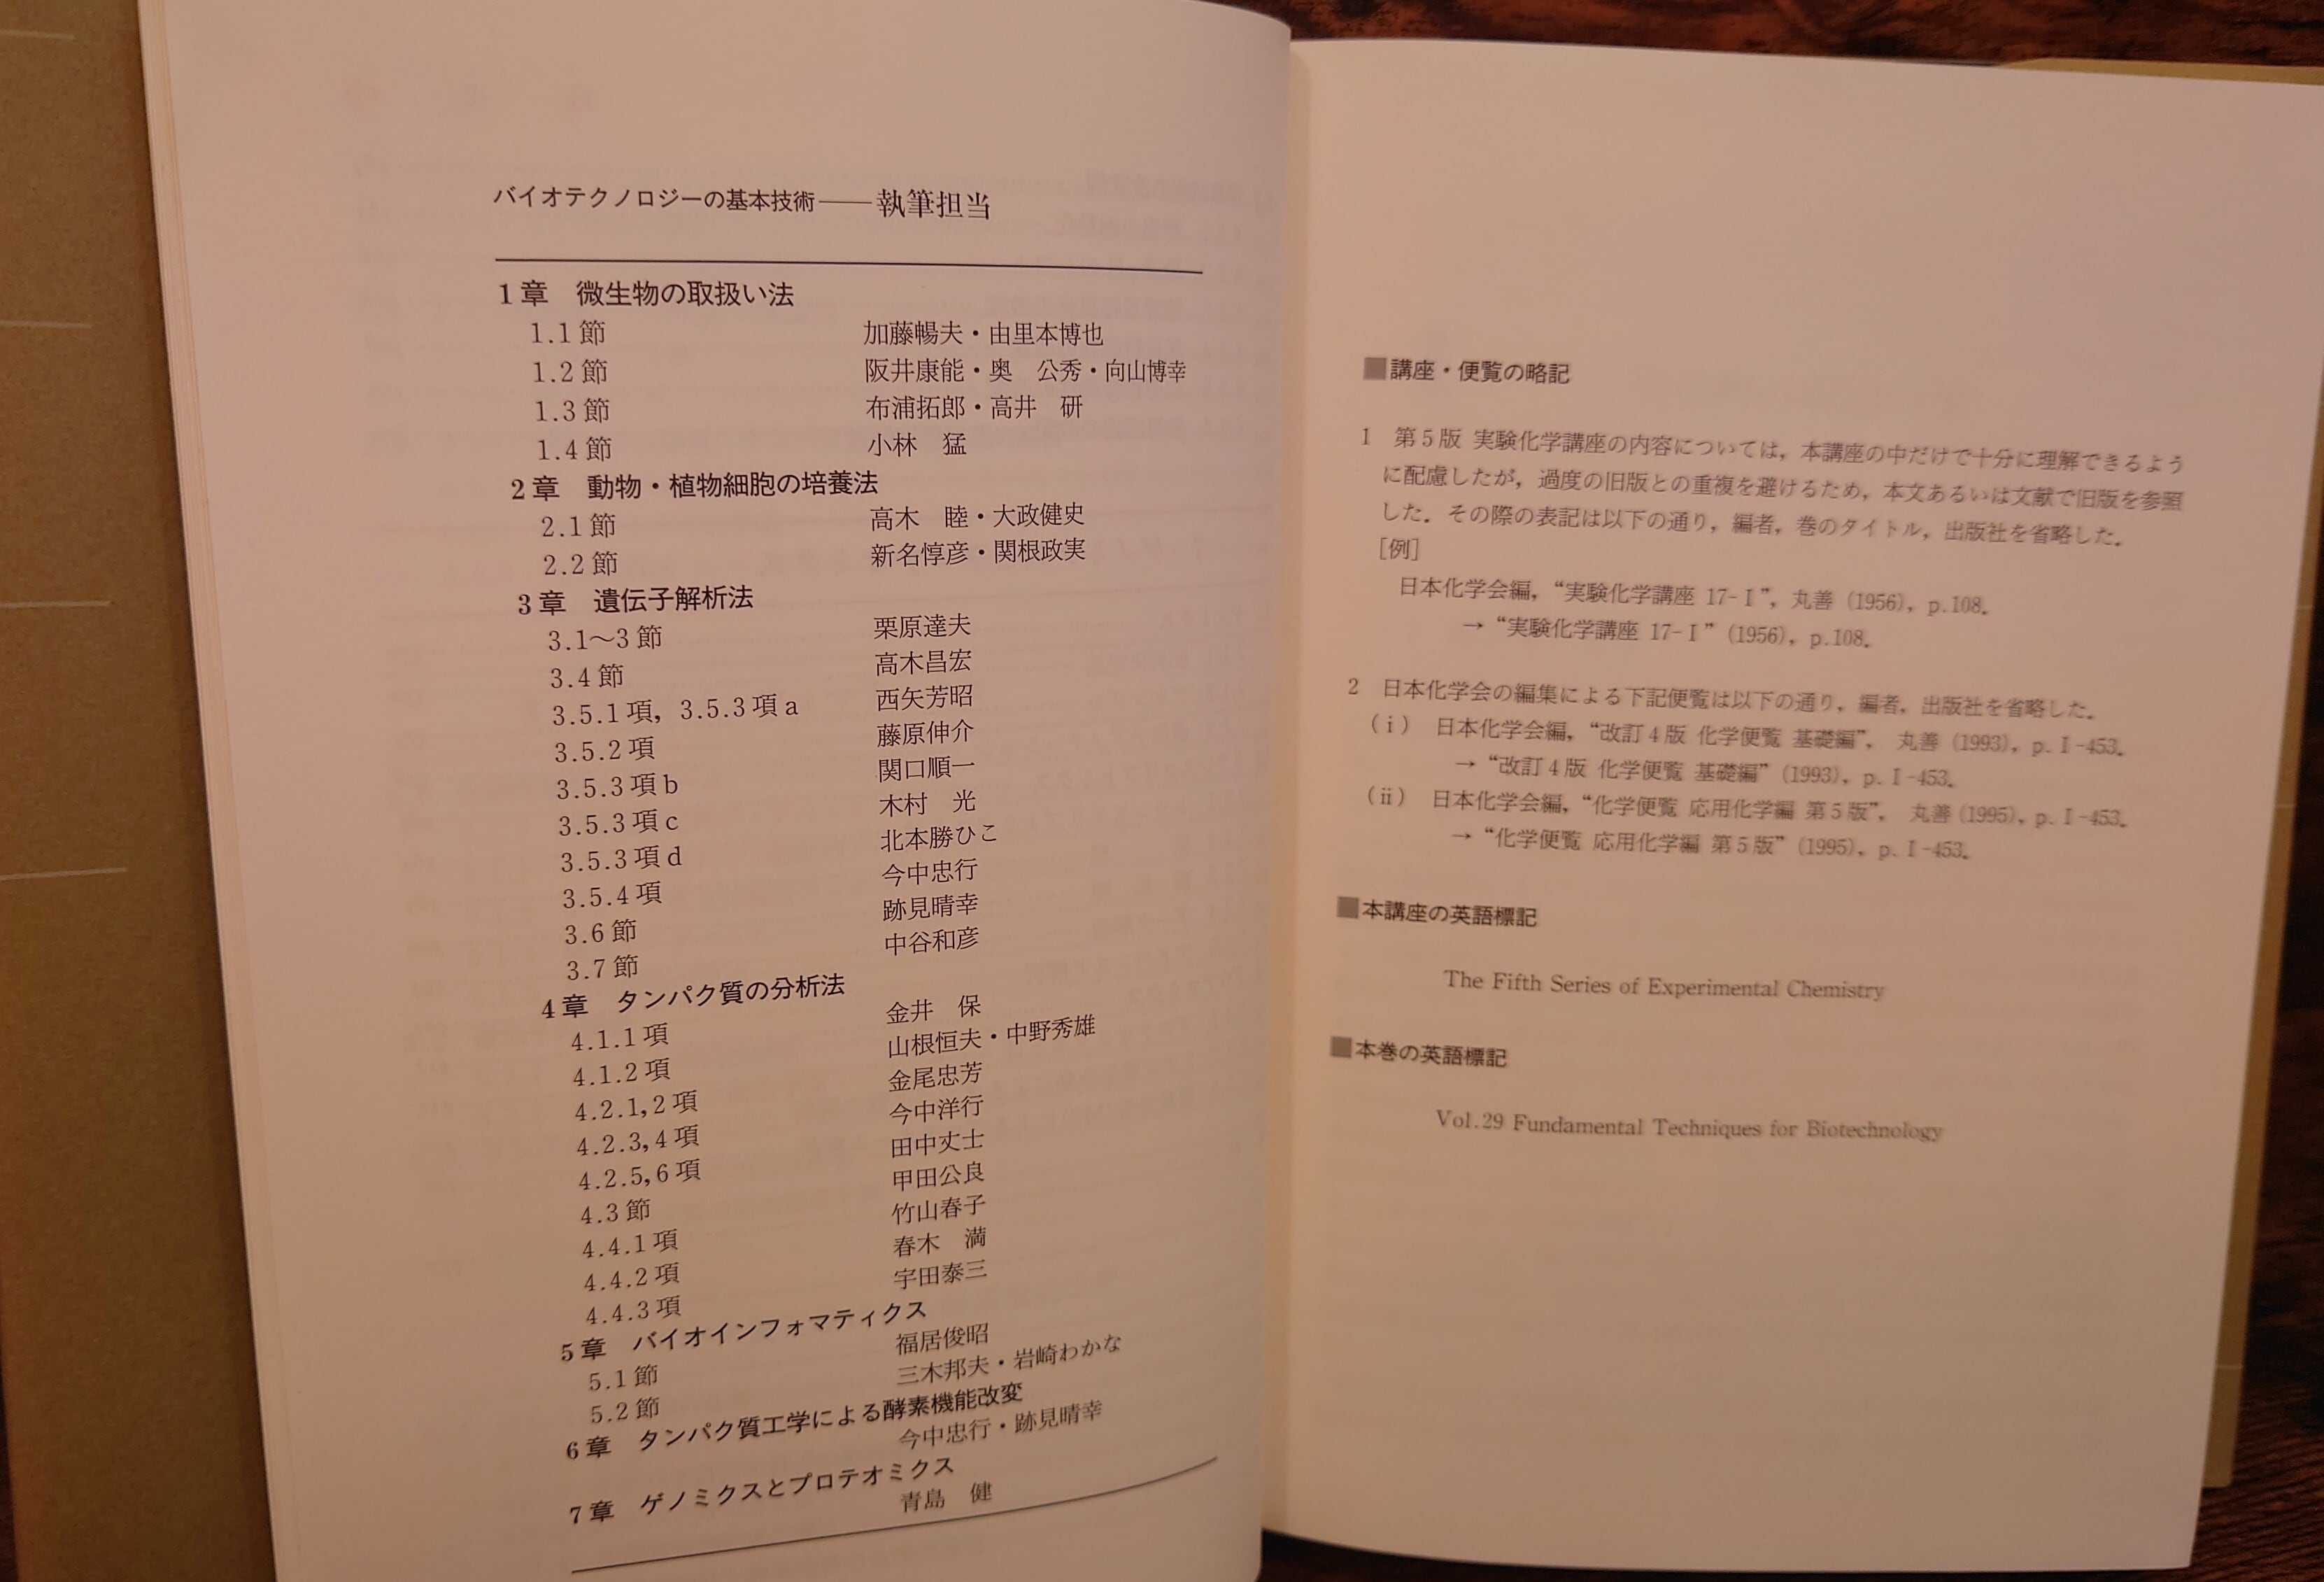 バイオテクノロジーの基本技術——執筆担当
1章　微生物の取扱い法
1.1節　加藤暢夫・由里本博也
1.2節　阪井康能・奥　公秀・向山博幸
1.3節　布浦拓郎・高井　研
1.4節　小林　猛
2章　動物・植物細胞の培養法
2.1節　高木　睦・大政健史
2.2節　新名惇彦・関根政実
3章　遺伝子解析法
3.1〜3節　栗原達夫
3.4節　高木昌宏
3.5.1項，3.5.3項a　西矢芳昭
3.5.2項　藤原伸介
3.5.3項b　関口順一
3.5.3項c　木村　光
3.5.3項d　北本勝ひこ
3.5.4項　今中忠行
3.6節　跡見晴幸
3.7節　中谷和彦
4章　タンパク質の分析法
4.1.1項　金井　保
4.1.2項　山根恒夫・中野秀雄
4.2.1,2項　金尾忠芳
4.2.3,4項　今中洋行
4.2.5,6項　田中丈士
4.3節　甲田公良
4.4.1項　竹山春子
4.4.2項　春木　満
4.4.3項　宇田泰三
5章　バイオインフォマティクス
5.1節　福居俊昭
5.2節　三木邦夫・岩崎わかな
6章　タンパク質工学による酵素機能改変
今中忠行・跡見晴幸
7章　ゲノミクスとプロテオミクス
青島　健
■講座・便覧の略記
1　第5版 実験化学講座の内容については，本講座の中だけで十分に理解できるよう
に配慮したが，過度の旧版との重複を避けるため，本文あるいは文献で旧版を参照
した．その際の表記は以下の通り，編者，巻のタイトル，出版社を省略した．
［例］
日本化学会編，“実験化学講座 17-Ⅰ”，丸善 (1956)，p.108．
→ “実験化学講座 17-Ⅰ” (1956)，p.108．
2　日本化学会の編集による下記便覧は以下の通り，編者，出版社を省略した．
(ⅰ)　日本化学会編，“改訂4版 化学便覧 基礎編”，丸善 (1993)，p.Ⅰ-453．
→ “改訂4版 化学便覧 基礎編” (1993)，p.Ⅰ-453．
(ⅱ)　日本化学会編，“化学便覧 応用化学編 第5版”，丸善 (1995)，p.Ⅰ-453．
→ “化学便覧 応用化学編 第5版” (1995)，p.Ⅰ-453．
■本講座の英語標記
The Fifth Series of Experimental Chemistry
■本巻の英語標記
Vol.29 Fundamental Techniques for Biotechnology